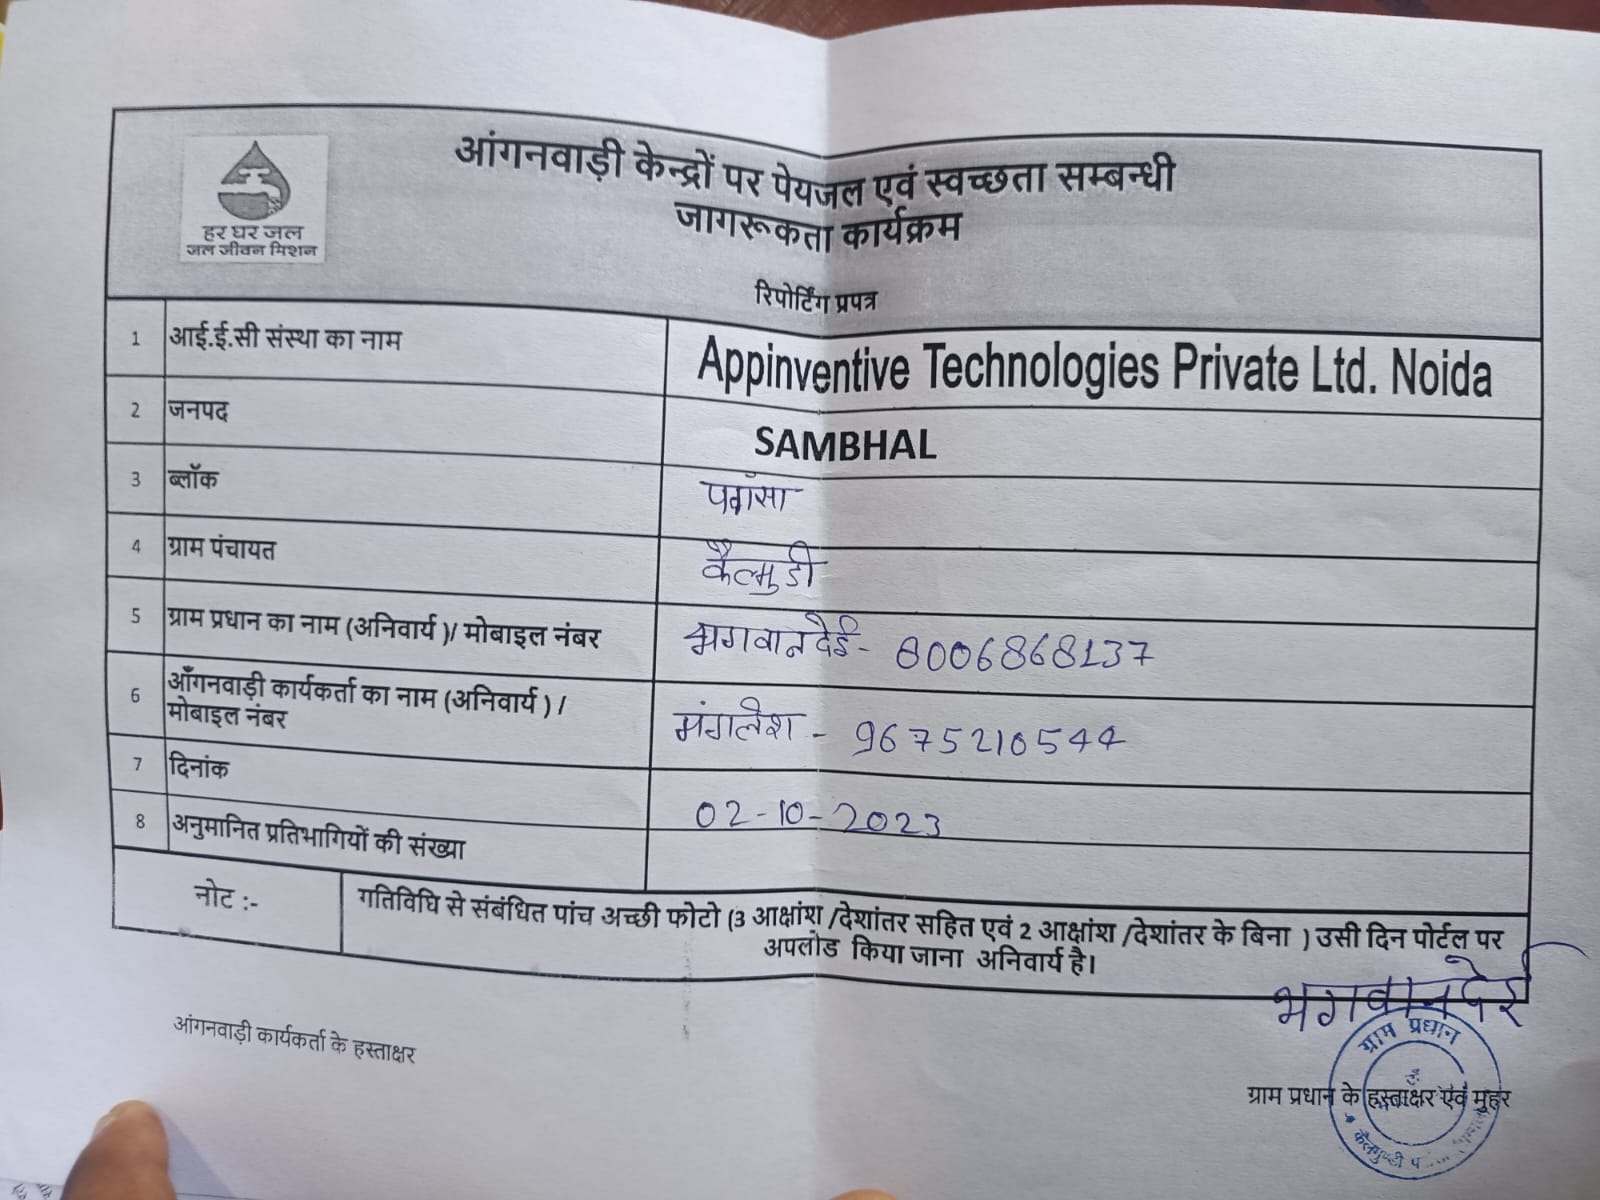 हर घर जल
जल जीवन मिशन
आंगनवाड़ी केन्द्रों पर पेयजल एवं स्वच्छता सम्बन्धी
जागरूकता कार्यक्रम
रिपोर्टिंग प्रपत्र
1 आई.ई.सी संस्था का नाम Appinventive Technologies Private Ltd. Noida
2 जनपद SAMBHAL
3 ब्लॉक पवॉसा
4 ग्राम पंचायत कैलमुडी
5 ग्राम प्रधान का नाम (अनिवार्य )/ मोबाइल नंबर भगवानदेई - 8006868137
6 आँगनवाड़ी कार्यकर्ता का नाम (अनिवार्य ) /
मोबाइल नंबर मंगलेश - 9675210544
7 दिनांक 02-10-2023
8 अनुमानित प्रतिभागियों की संख्या
नोट :- गतिविधि से संबंधित पांच अच्छी फोटो (3 आक्षांश /देशांतर सहित एवं 2 आक्षांश /देशांतर के बिना ) उसी दिन पोर्टल पर
अपलोड किया जाना अनिवार्य है।
भगवानदेई
ग्राम प्रधान
आंगनवाड़ी कार्यकर्ता के हस्ताक्षर
ग्राम प्रधान के हस्ताक्षर एवं मुहर
कैलमुण्डी